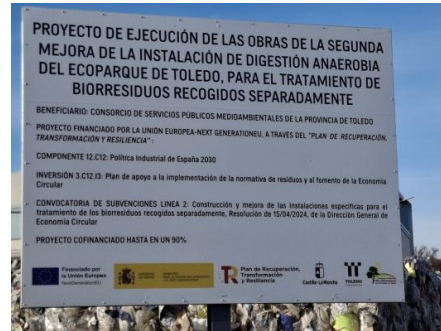 PROYECTO DE EJECUCIÓN DE LAS OBRAS DE LA SEGUNDA
MEJORA DE LA INSTALACIÓN DE DIGESTIÓN ANAEROBIA
DEL ECOPARQUE DE TOLEDO, PARA EL TRATAMIENTO DE
BIORRESIDUOS RECOGIDOS SEPARADAMENTE
BENEFICIARIO: CONSORCIO DE SERVICIOS PÚBLICOS MEDIOAMBIENTALES DE LA PROVINCIA DE TOLEDO
PROYECTO FINANCIADO POR LA UNIÓN EUROPEA-NEXT GENERATIONEU, A TRAVÉS DEL "PLAN DE RECUPERACIÓN,
TRANSFORMACIÓN Y RESILIENCIA" :
COMPONENTE 12.C12: Política Industrial de España 2030
INVERSIÓN 3.C12.I3: Plan de apoyo a la implementación de la normativa de residuos y al fomento de la Economía
Circular
CONVOCATORIA DE SUBVENCIONES LINEA 2: Construcción y mejora de las instalaciones específicas para el
tratamiento de los biorresiduos recogidos separadamente, Resolución de 15/04/2024, de la Dirección General de
Economía Circular
PROYECTO COFINANCIADO HASTA EN UN 90%
Financiado por
la Unión Europea
NextGenerationEU
Plan de Recuperación,
Transformación
y Resiliencia
Castilla-La Mancha
TOLEDO